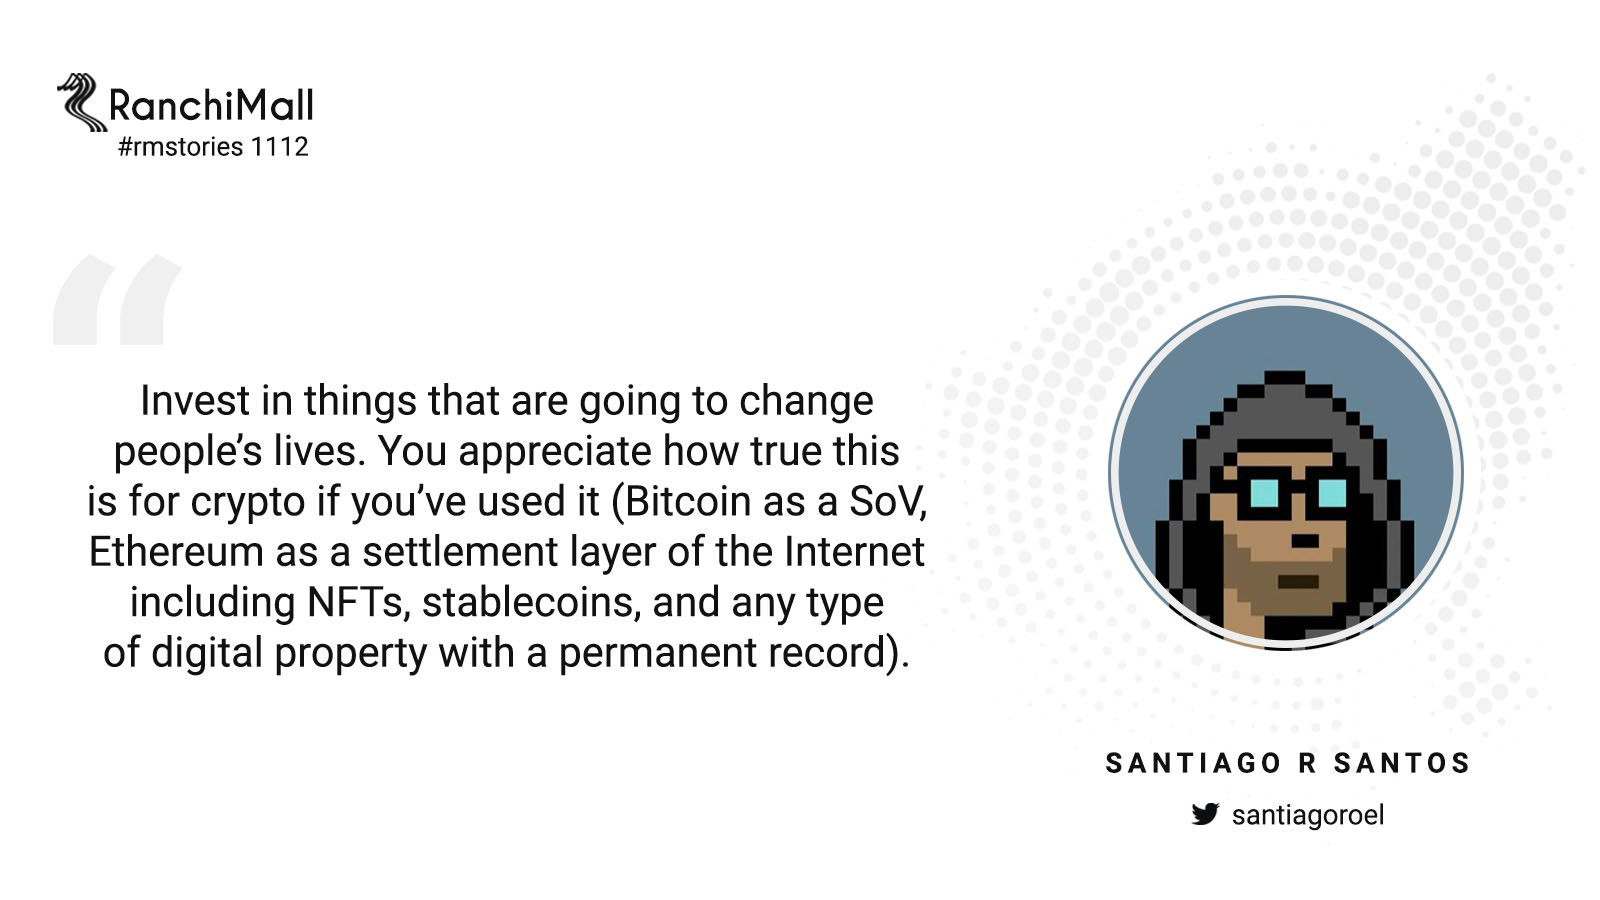 RanchiMall
#rmstories 1112
“
Invest in things that are going to change
people’s lives. You appreciate how true this
is for crypto if you’ve used it (Bitcoin as a SoV,
Ethereum as a settlement layer of the Internet
including NFTs, stablecoins, and any type
of digital property with a permanent record).
SANTIAGO R SANTOS
santiagoroel